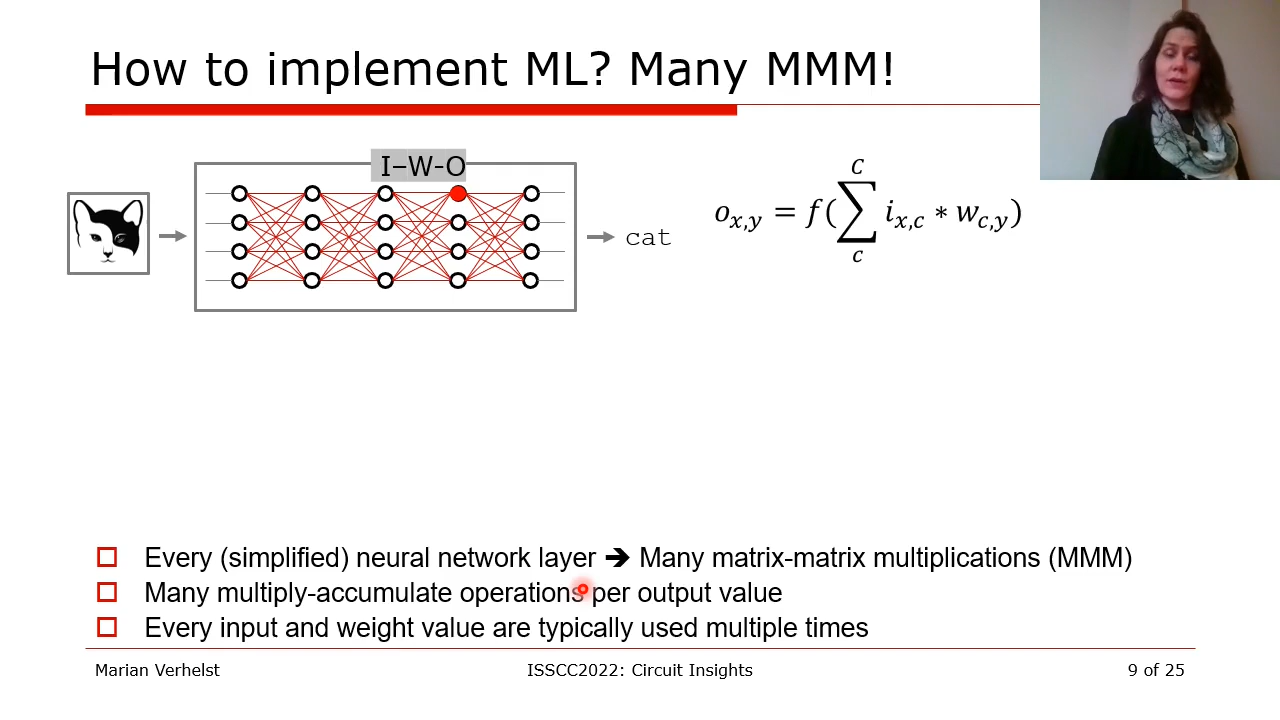 How to implement ML? Many MMM!
I–W-O
cat
o_{x,y} = f(∑_{c}^{C} i_{x,c} * w_{c,y})
Every (simplified) neural network layer ➔ Many matrix-matrix multiplications (MMM)
Many multiply-accumulate operations per output value
Every input and weight value are typically used multiple times
Marian Verhelst
ISSCC2022: Circuit Insights
9 of 25